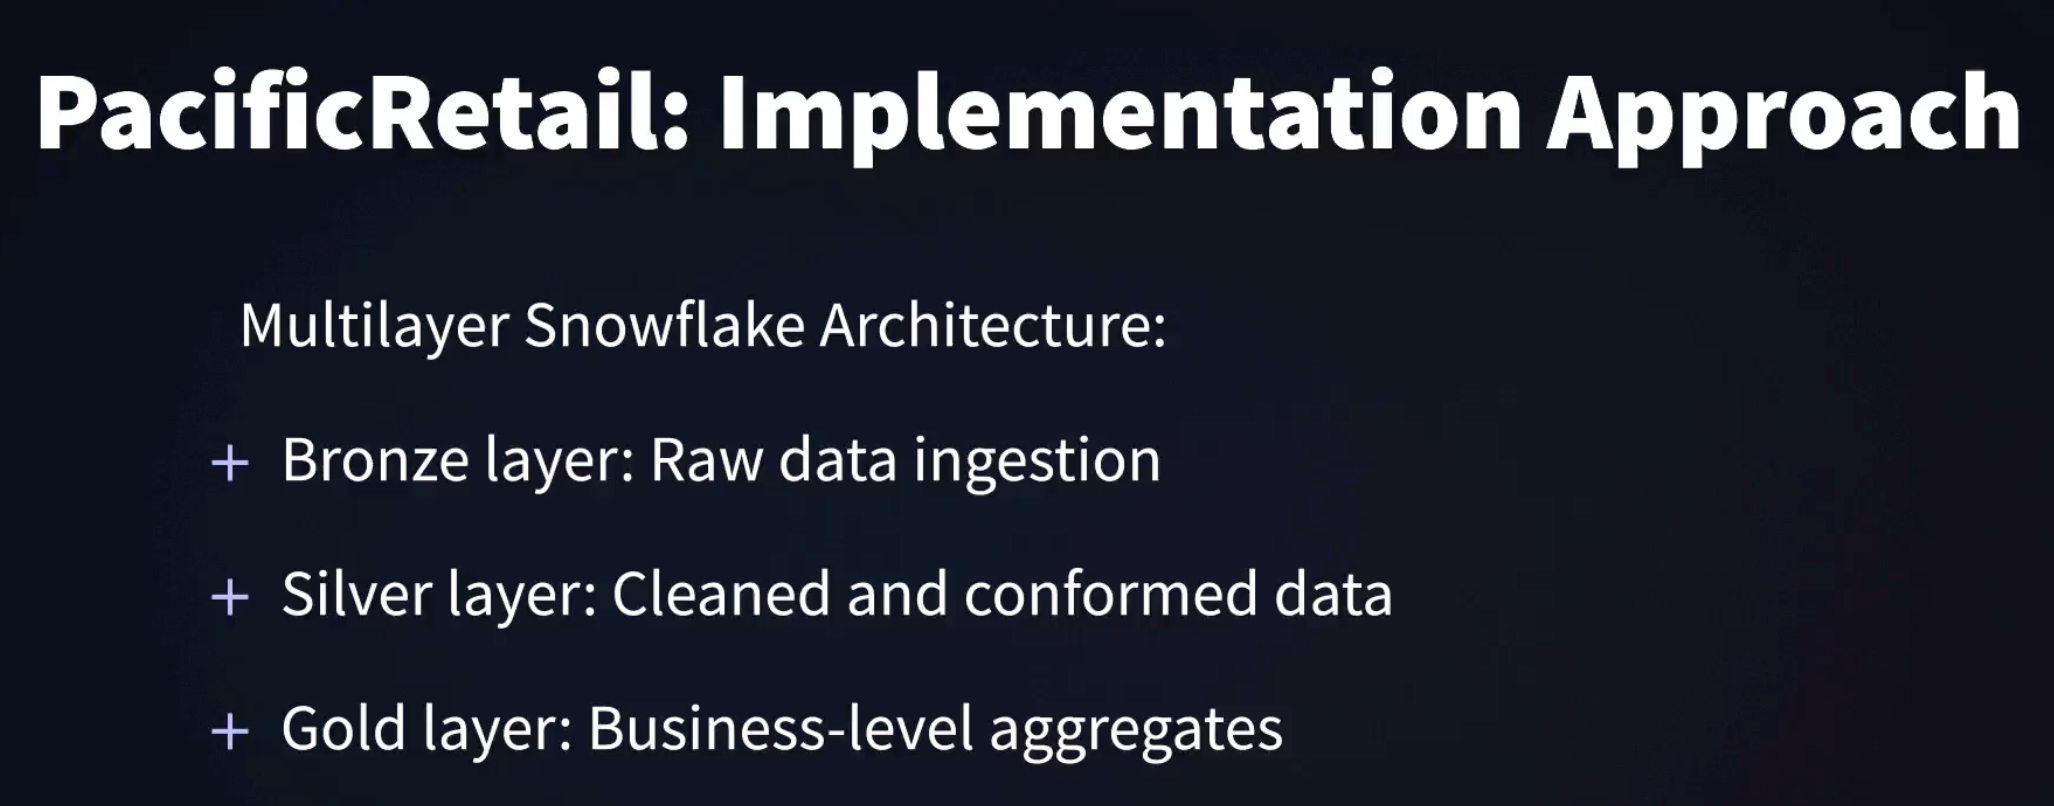 PacificRetail: Implementation Approach
Multilayer Snowflake Architecture:
+ Bronze layer: Raw data ingestion
+ Silver layer: Cleaned and conformed data
+ Gold layer: Business-level aggregates